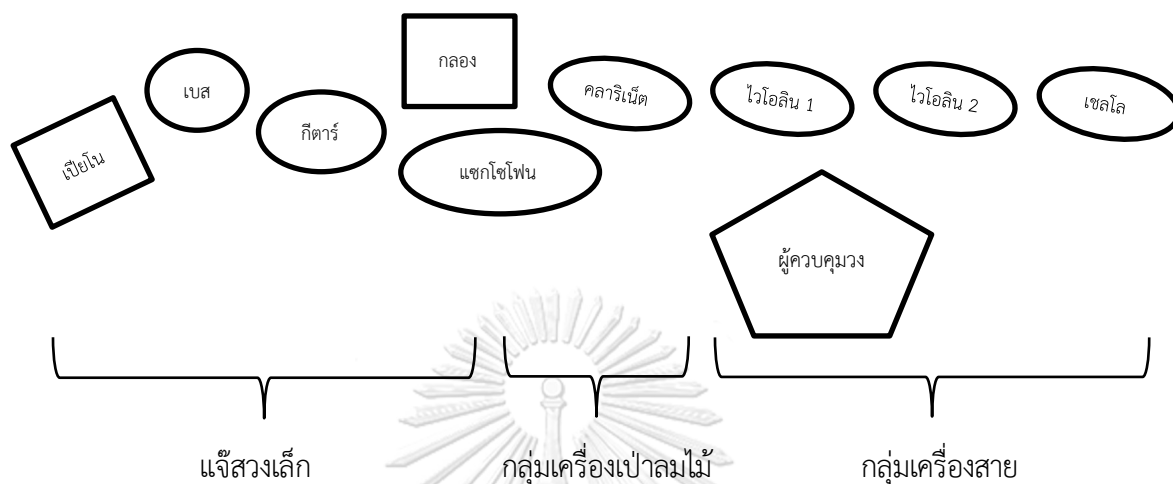 กลอง
เบส
กีตาร์
เปียโน
แซกโซโฟน
คลาริเน็ต
ไวโอลิน 1
ไวโอลิน 2
เชลโล
ผู้ควบคุมวง
แจ๊สวงเล็ก
กลุ่มเครื่องเป่าลมไม้
กลุ่มเครื่องสาย